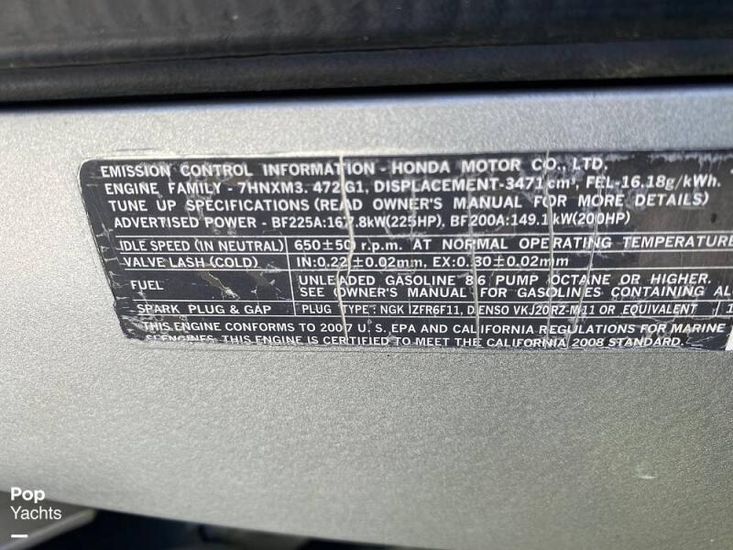 EMISSION CONTROL INFORMATION - HONDA MOTOR CO., LTD.
ENGINE FAMILY - 7HNXM3. 472G1, DISPLACEMENT-3471 cm³, FEL-16.18g/kWh.
TUNE UP SPECIFICATIONS (READ OWNER'S MANUAL FOR MORE DETAILS)
ADVERTISED POWER - BF225A:167.8kW(225HP), BF200A:149.1kW(200HP)
IDLE SPEED (IN NEUTRAL) 650±50 r.p.m. AT NORMAL OPERATING TEMPERATURE
VALVE LASH (COLD) IN:0.22±0.02mm, EX:0.30±0.02mm
FUEL UNLEADED GASOLINE 86 PUMP OCTANE OR HIGHER.
SEE OWNER'S MANUAL FOR GASOLINES CONTAINING AL
SPARK PLUG & GAP PLUG TYPE: NGK IZFR6F11, DENSO VKJ20RZ-M11 OR EQUIVALENT 1
THIS ENGINE CONFORMS TO 2007 U.S. EPA AND CALIFORNIA REGULATIONS FOR MARINE
SI ENGINES. THIS ENGINE IS CERTIFIED TO MEET THE CALIFORNIA 2008 STANDARD.
Pop
Yachts